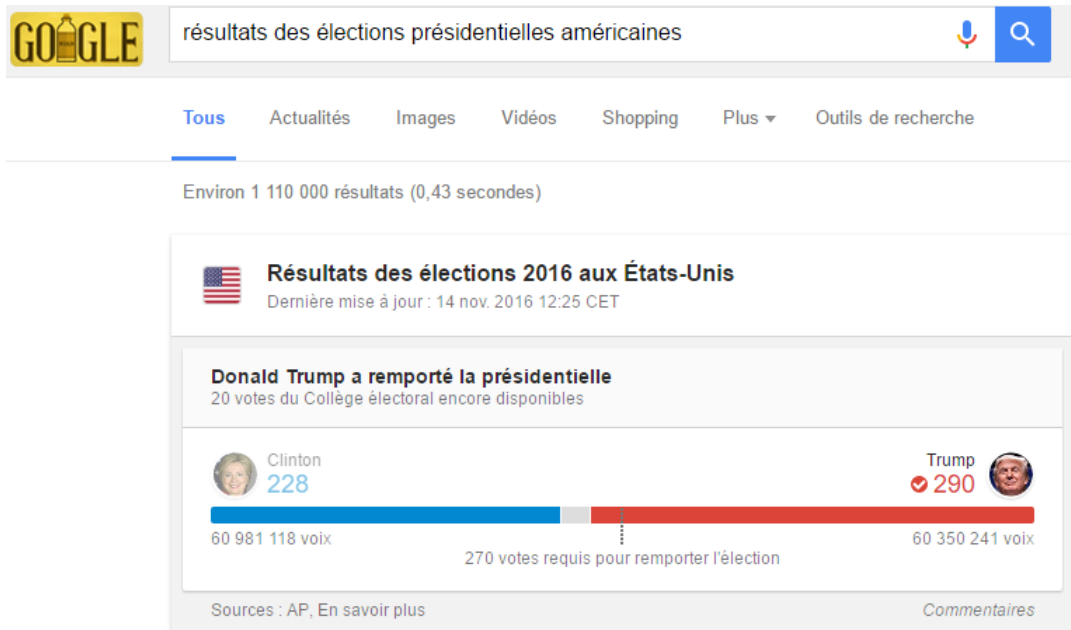 GOOGLE
résultats des élections présidentielles américaines
Tous Actualités Images Vidéos Shopping Plus Outils de recherche
Environ 1 110 000 résultats (0,43 secondes)
Résultats des élections 2016 aux États-Unis
Dernière mise à jour : 14 nov. 2016 12:25 CET
Donald Trump a remporté la présidentielle
20 votes du Collège électoral encore disponibles
Clinton Trump
228 290
60 981 118 voix 60 350 241 voix
270 votes requis pour remporter l'élection
Sources : AP, En savoir plus Commentaires